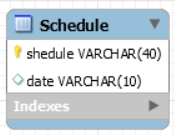 Schedule
shedule VARCHAR(40)
date VARCHAR(10)
Indexes